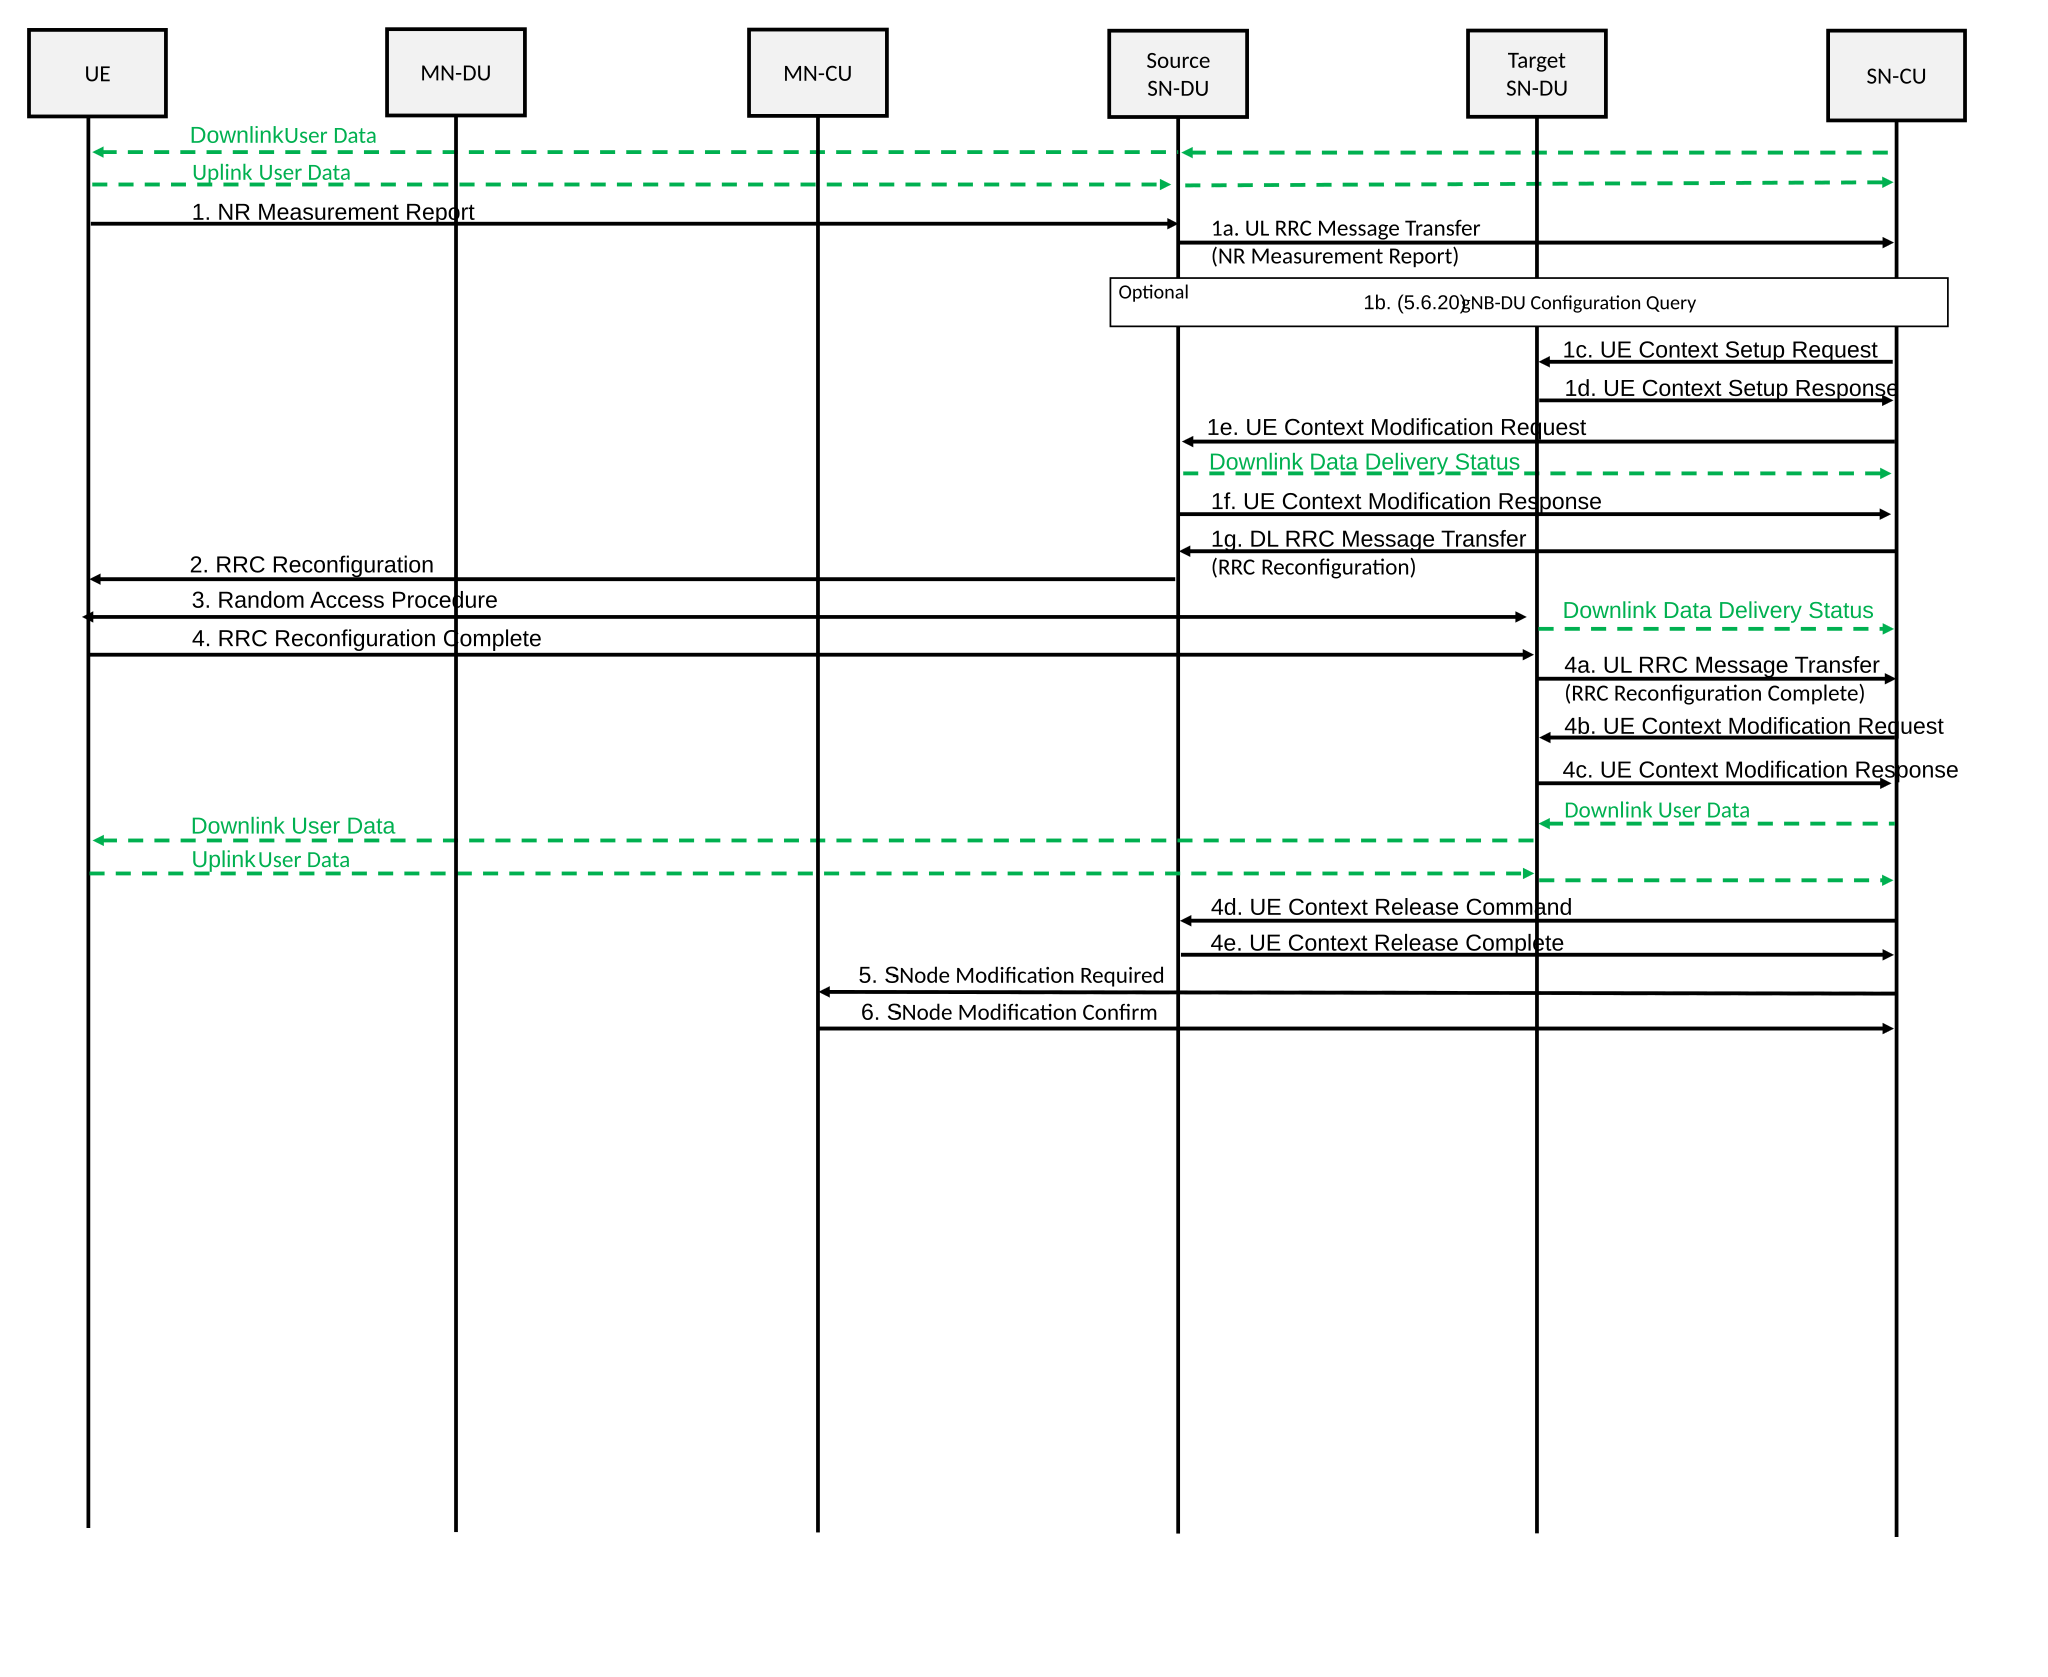 UE
MN-DU
MN-CU
Source
SN-DU
Target
SN-DU
SN-CU
DownlinkUser Data
Uplink User Data
1. NR Measurement Report
1a. UL RRC Message Transfer
(NR Measurement Report)
Optional
1b. (5.6.20)gNB-DU Configuration Query
1c. UE Context Setup Request
1d. UE Context Setup Response
1e. UE Context Modification Request
Downlink Data Delivery Status
1f. UE Context Modification Response
1g. DL RRC Message Transfer
(RRC Reconfiguration)
2. RRC Reconfiguration
3. Random Access Procedure
Downlink Data Delivery Status
4. RRC Reconfiguration Complete
4a. UL RRC Message Transfer
(RRC Reconfiguration Complete)
4b. UE Context Modification Request
4c. UE Context Modification Response
Downlink User Data
Downlink User Data
UplinkUser Data
4d. UE Context Release Command
4e. UE Context Release Complete
5. SNode Modification Required
6. SNode Modification Confirm